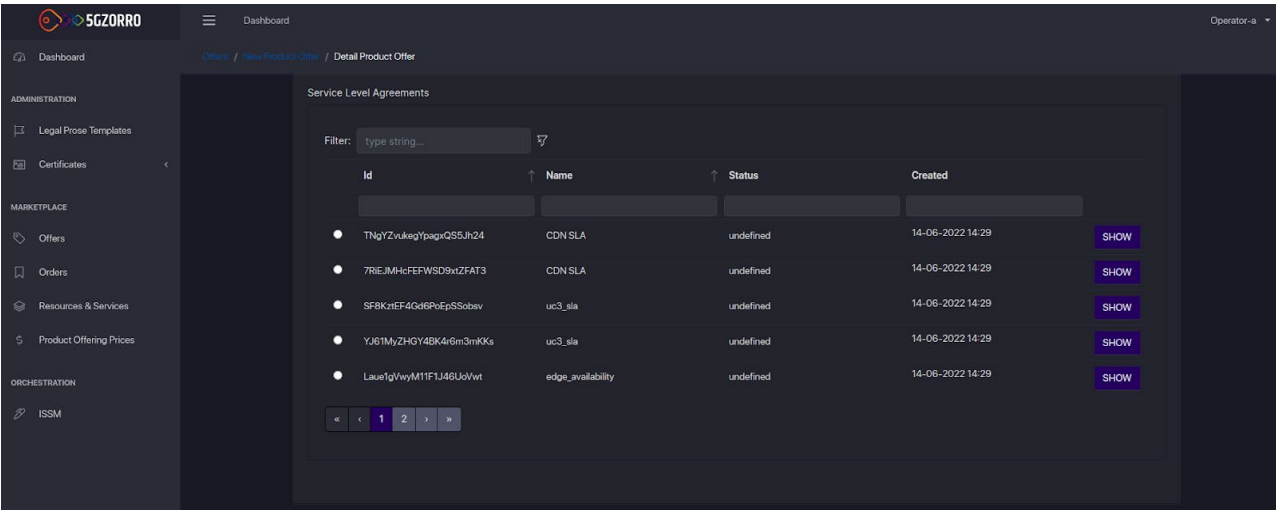 5GZORRO
Dashboard
Operator-a
Dashboard
Offers / New Product Offer / Detail Product Offer
ADMINISTRATION
Legal Prose Templates
Certificates
MARKETPLACE
Offers
Orders
Resources & Services
Product Offering Prices
ORCHESTRATION
ISSM
Service Level Agreements
Filter: type string...
Id Name Status Created
TNgYZvukegYpagxQS5Jh24 CDN SLA undefined 14-06-2022 14:29 SHOW
7RiEJMHcFEFWSD9xtZFAT3 CDN SLA undefined 14-06-2022 14:29 SHOW
SF8KztEF4Gd6PoEpSSobsv uc3_sla undefined 14-06-2022 14:29 SHOW
YJ61MyZHGY4BK4r6m3mKKs uc3_sla undefined 14-06-2022 14:29 SHOW
Laue1gVwyM11F1J46UoVwt edge_availability undefined 14-06-2022 14:29 SHOW
« ‹ 1 2 › »